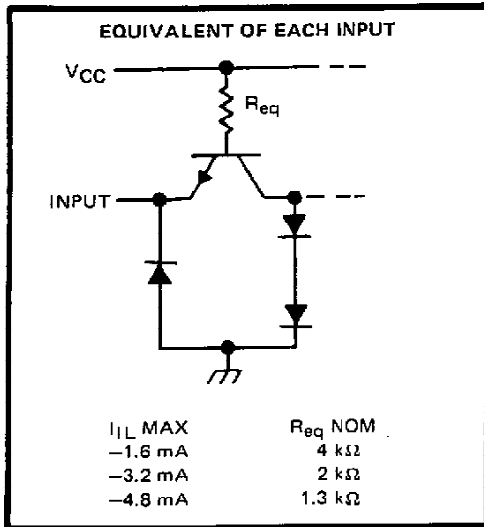 EQUIVALENT OF EACH INPUT
VCC
Req
INPUT
IIL MAX Req NOM
−1.6 mA 4 kΩ
−3.2 mA 2 kΩ
−4.8 mA 1.3 kΩ